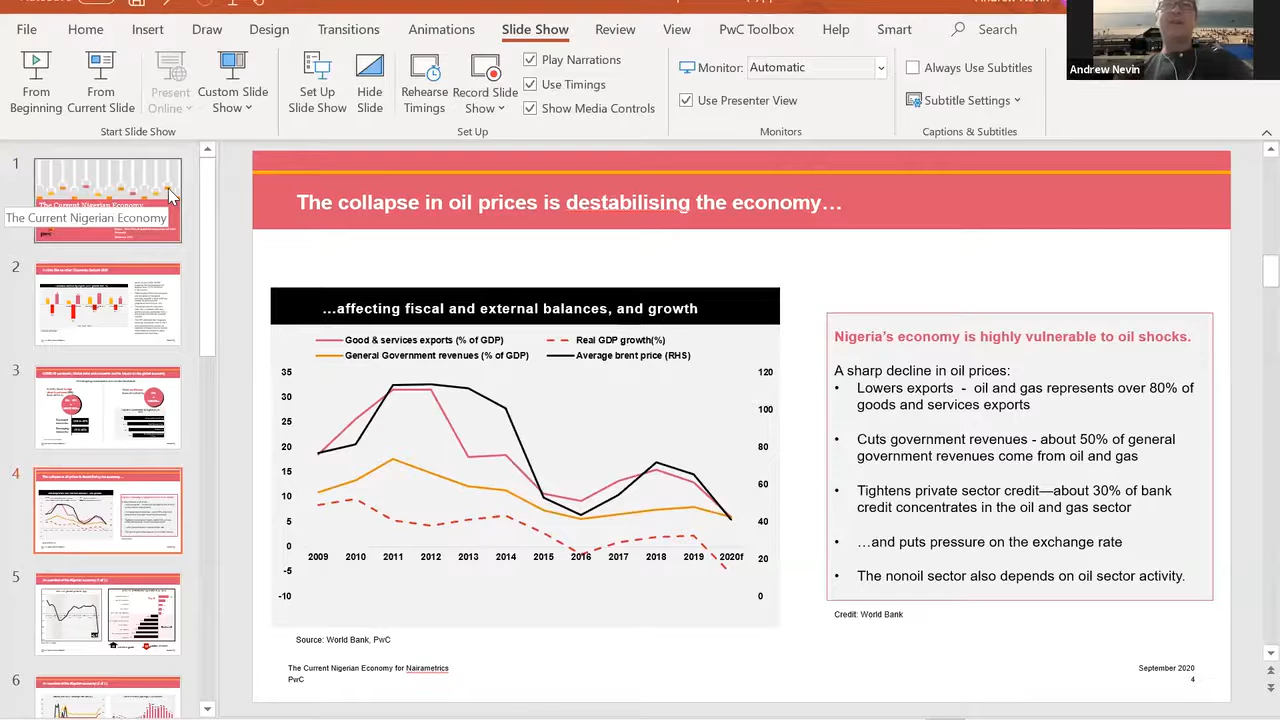 File Home Insert Draw Design Transitions Animations Slide Show Review View PwC Toolbox Help Smart Search
Andrew Nevin
From Beginning
From Current Slide
Present Online
Custom Slide Show
Start Slide Show
Set Up Slide Show
Hide Slide
Rehearse Timings
Record Slide Show
Play Narrations
Use Timings
Show Media Controls
Set Up
Monitor: Automatic
Use Presenter View
Monitors
Always Use Subtitles
Subtitle Settings
Captions & Subtitles
1
The Current Nigerian Economy
The Current Nigerian Economy
2
3
4
6
The collapse in oil prices is destabilising the economy…
…affecting fiscal and external balances, and growth
Good & services exports (% of GDP) Real GDP growth(%)
General Government revenues (% of GDP) Average brent price (RHS)
35 120
30
25 100
20 80
15
10 60
5 40
0
2009 2010 2011 2012 2013 2014 2015 2016 2017 2018 2019 2020f
-5 20
-10 0
Source: World Bank, PwC
Nigeria's economy is highly vulnerable to oil shocks.
A sharp decline in oil prices:
• Lowers exports - oil and gas represents over 80% of
goods and services exports
• Cuts government revenues - about 50% of general
government revenues come from oil and gas
• Tightens private sector credit—about 30% of bank
credit concentrates in the oil and gas sector
• …and puts pressure on the exchange rate
• The nonoil sector also depends on oil sector activity.
Credit: World Bank
The Current Nigerian Economy for Nairametrics
PwC
September 2020
4